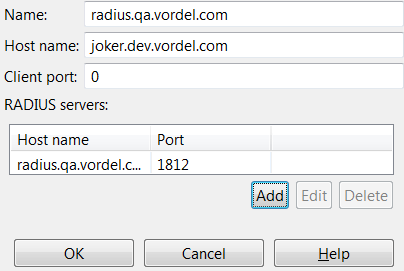 Name: radius.qa.vordel.com
Host name: joker.dev.vordel.com
Client port: 0
RADIUS servers:
Host name Port
radius.qa.vordel.c... 1812
Add Edit Delete
OK Cancel Help